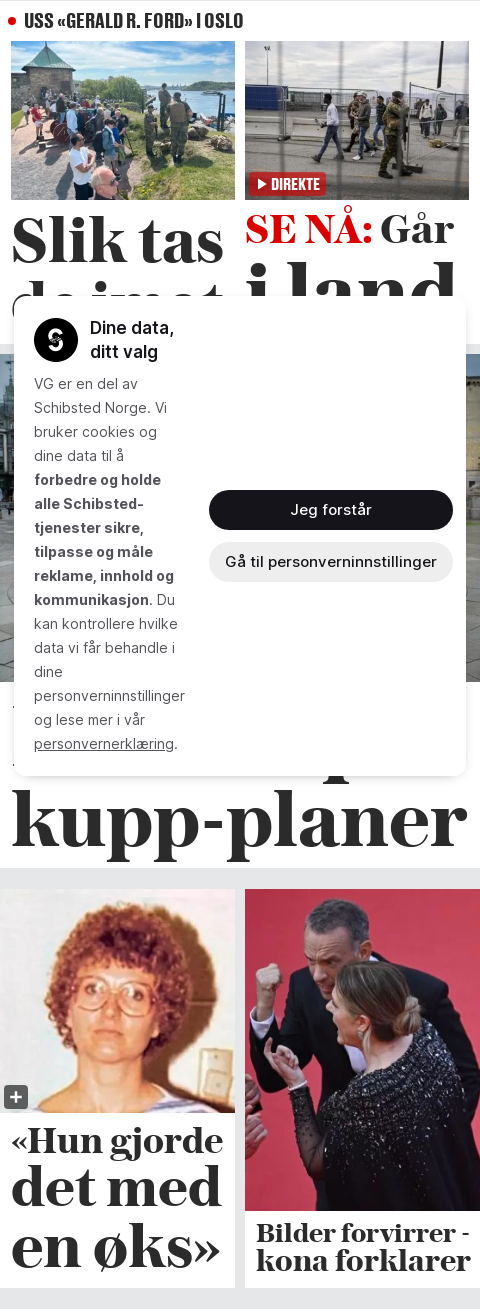 USS «GERALD R. FORD» I OSLO
DIREKTE
Slik tas
SE NÅ: Går
i land
Dine data,
ditt valg
VG er en del av
Schibsted Norge. Vi
bruker cookies og
dine data til å
forbedre og holde
alle Schibsted-
tjenester sikre,
tilpasse og måle
reklame, innhold og
kommunikasjon. Du
kan kontrollere hvilke
data vi får behandle i
dine
personverninnstillinger
og lese mer i vår
personvernerklæring.
Jeg forstår
Gå til personverninnstillinger
kupp-planer
«Hun gjorde
det med
en øks»
Bilder forvirrer -
kona forklarer